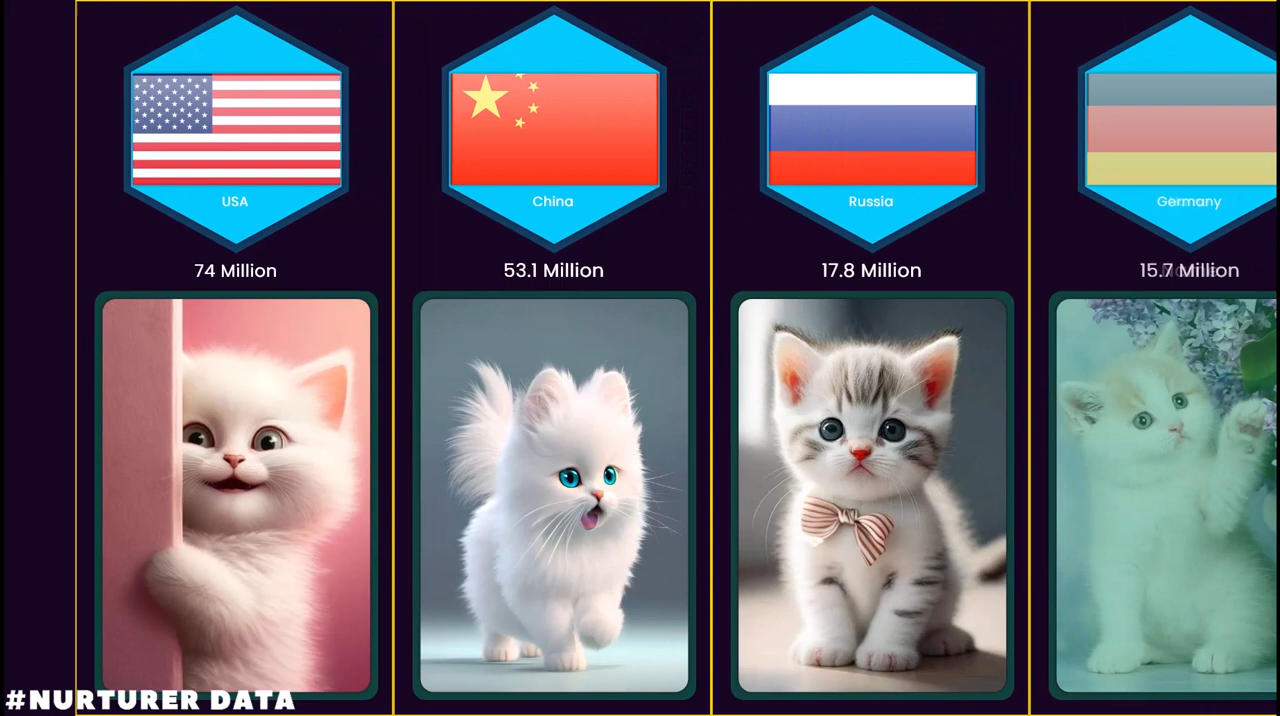 USA
China
Russia
Germany
74 Million
53.1 Million
17.8 Million
15.7 Million
#NURTURER DATA